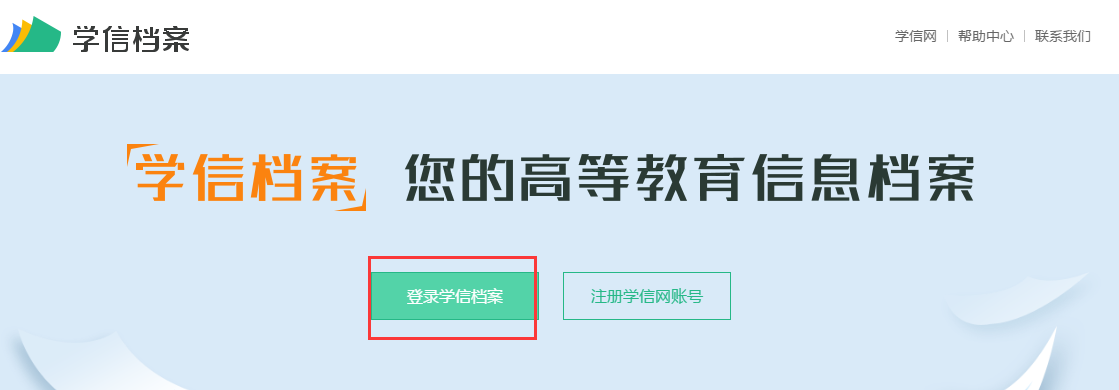 学信档案
学信网 | 帮助中心 | 联系我们
学信档案 您的高等教育信息档案
登录学信档案 注册学信网账号